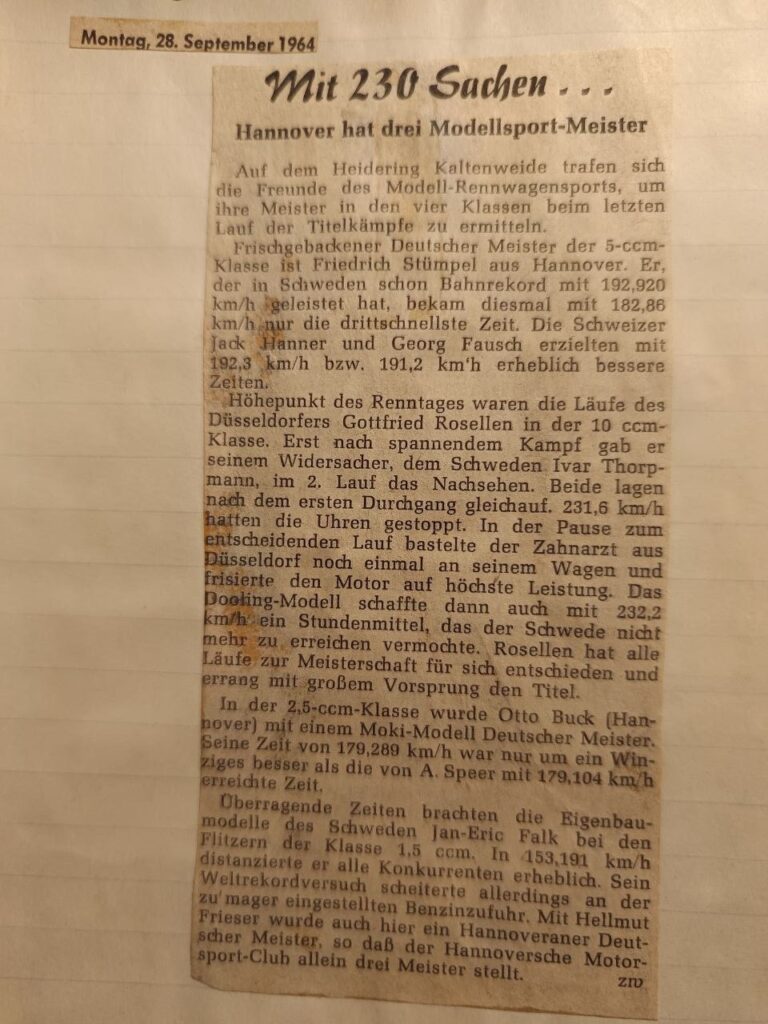 Montag, 28. September 1964
Mit 230 Sachen . . .
Hannover hat drei Modellsport-Meister
Auf dem Heidering Kaltenweide trafen sich
die Freunde des Modell-Rennwagensports, um
ihre Meister in den vier Klassen beim letzten
Lauf der Titelkämpfe zu ermitteln.
Frischgebackener Deutscher Meister der 5-ccm-
Klasse ist Friedrich Stümpel aus Hannover. Er,
der in Schweden schon Bahnrekord mit 192,920
km/h geleistet hat, bekam diesmal mit 182,86
km/h nur die drittschnellste Zeit. Die Schweizer
Jack Hanner und Georg Fausch erzielten mit
192,3 km/h bzw. 191,2 km'h erheblich bessere
Zeiten.
Höhepunkt des Renntages waren die Läufe des
Düsseldorfers Gottfried Rosellen in der 10 ccm-
Klasse. Erst nach spannendem Kampf gab er
seinem Widersacher, dem Schweden Ivar Thorp-
mann, im 2. Lauf das Nachsehen. Beide lagen
nach dem ersten Durchgang gleichauf. 231,6 km/h
hatten die Uhren gestoppt. In der Pause zum
entscheidenden Lauf bastelte der Zahnarzt aus
Düsseldorf noch einmal an seinem Wagen und
frisierte den Motor auf höchste Leistung. Das
Dooling-Modell schaffte dann auch mit 232,2
km/h ein Stundenmittel, das der Schwede nicht
mehr zu erreichen vermochte. Rosellen hat alle
Läufe zur Meisterschaft für sich entschieden und
errang mit großem Vorsprung den Titel.
In der 2,5-ccm-Klasse wurde Otto Buck (Han-
nover) mit einem Moki-Modell Deutscher Meister.
Seine Zeit von 179,289 km/h war nur um ein Win-
ziges besser als die von A. Speer mit 179,104 km/h
erreichte Zeit.
Überragende Zeiten brachten die Eigenbau-
modelle des Schweden Jan-Eric Falk bei den
Flitzern der Klasse 1,5 ccm. In 153,191 km/h
distanzierte er alle Konkurrenten erheblich. Sein
Weltrekordversuch scheiterte allerdings an der
zu mager eingestellten Benzinzufuhr. Mit Hellmut
Frieser wurde auch hier ein Hannoveraner Deut-
scher Meister, so daß der Hannoversche Motor-
sport-Club allein drei Meister stellt.
zw